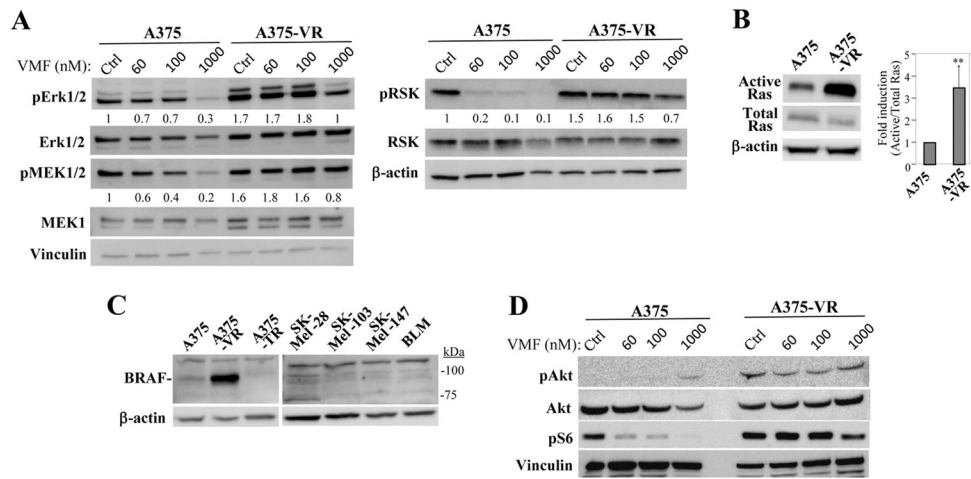 A
A375
A375-VR
VMF (nM):
Ctrl
60
100
1000
Ctrl
60
100
1000
pErk1/2
1 0.7 0.7 0.3 1.7 1.7 1.8 1
Erk1/2
pMEK1/2
1 0.6 0.4 0.2 1.6 1.8 1.6 0.8
MEK1
Vinculin
A375
A375-VR
Ctrl
60
100
1000
Ctrl
60
100
1000
pRSK
1 0.2 0.1 0.1 1.5 1.6 1.5 0.7
RSK
β-actin
B
A375
A375
-VR
Active
Ras
Total
Ras
β-actin
Fold induction
(Active/Total Ras)
5
4
3
2
1
0
**
A375
A375
-VR
C
A375
A375
-VR
A375
-TR
SK-
Mel-28
SK-
Mel-103
SK-
Mel-147
BLM
kDa
BRAF-
-100
-75
β-actin
D
A375
A375-VR
VMF (nM):
Ctrl
60
100
1000
Ctrl
60
100
1000
pAkt
Akt
pS6
Vinculin